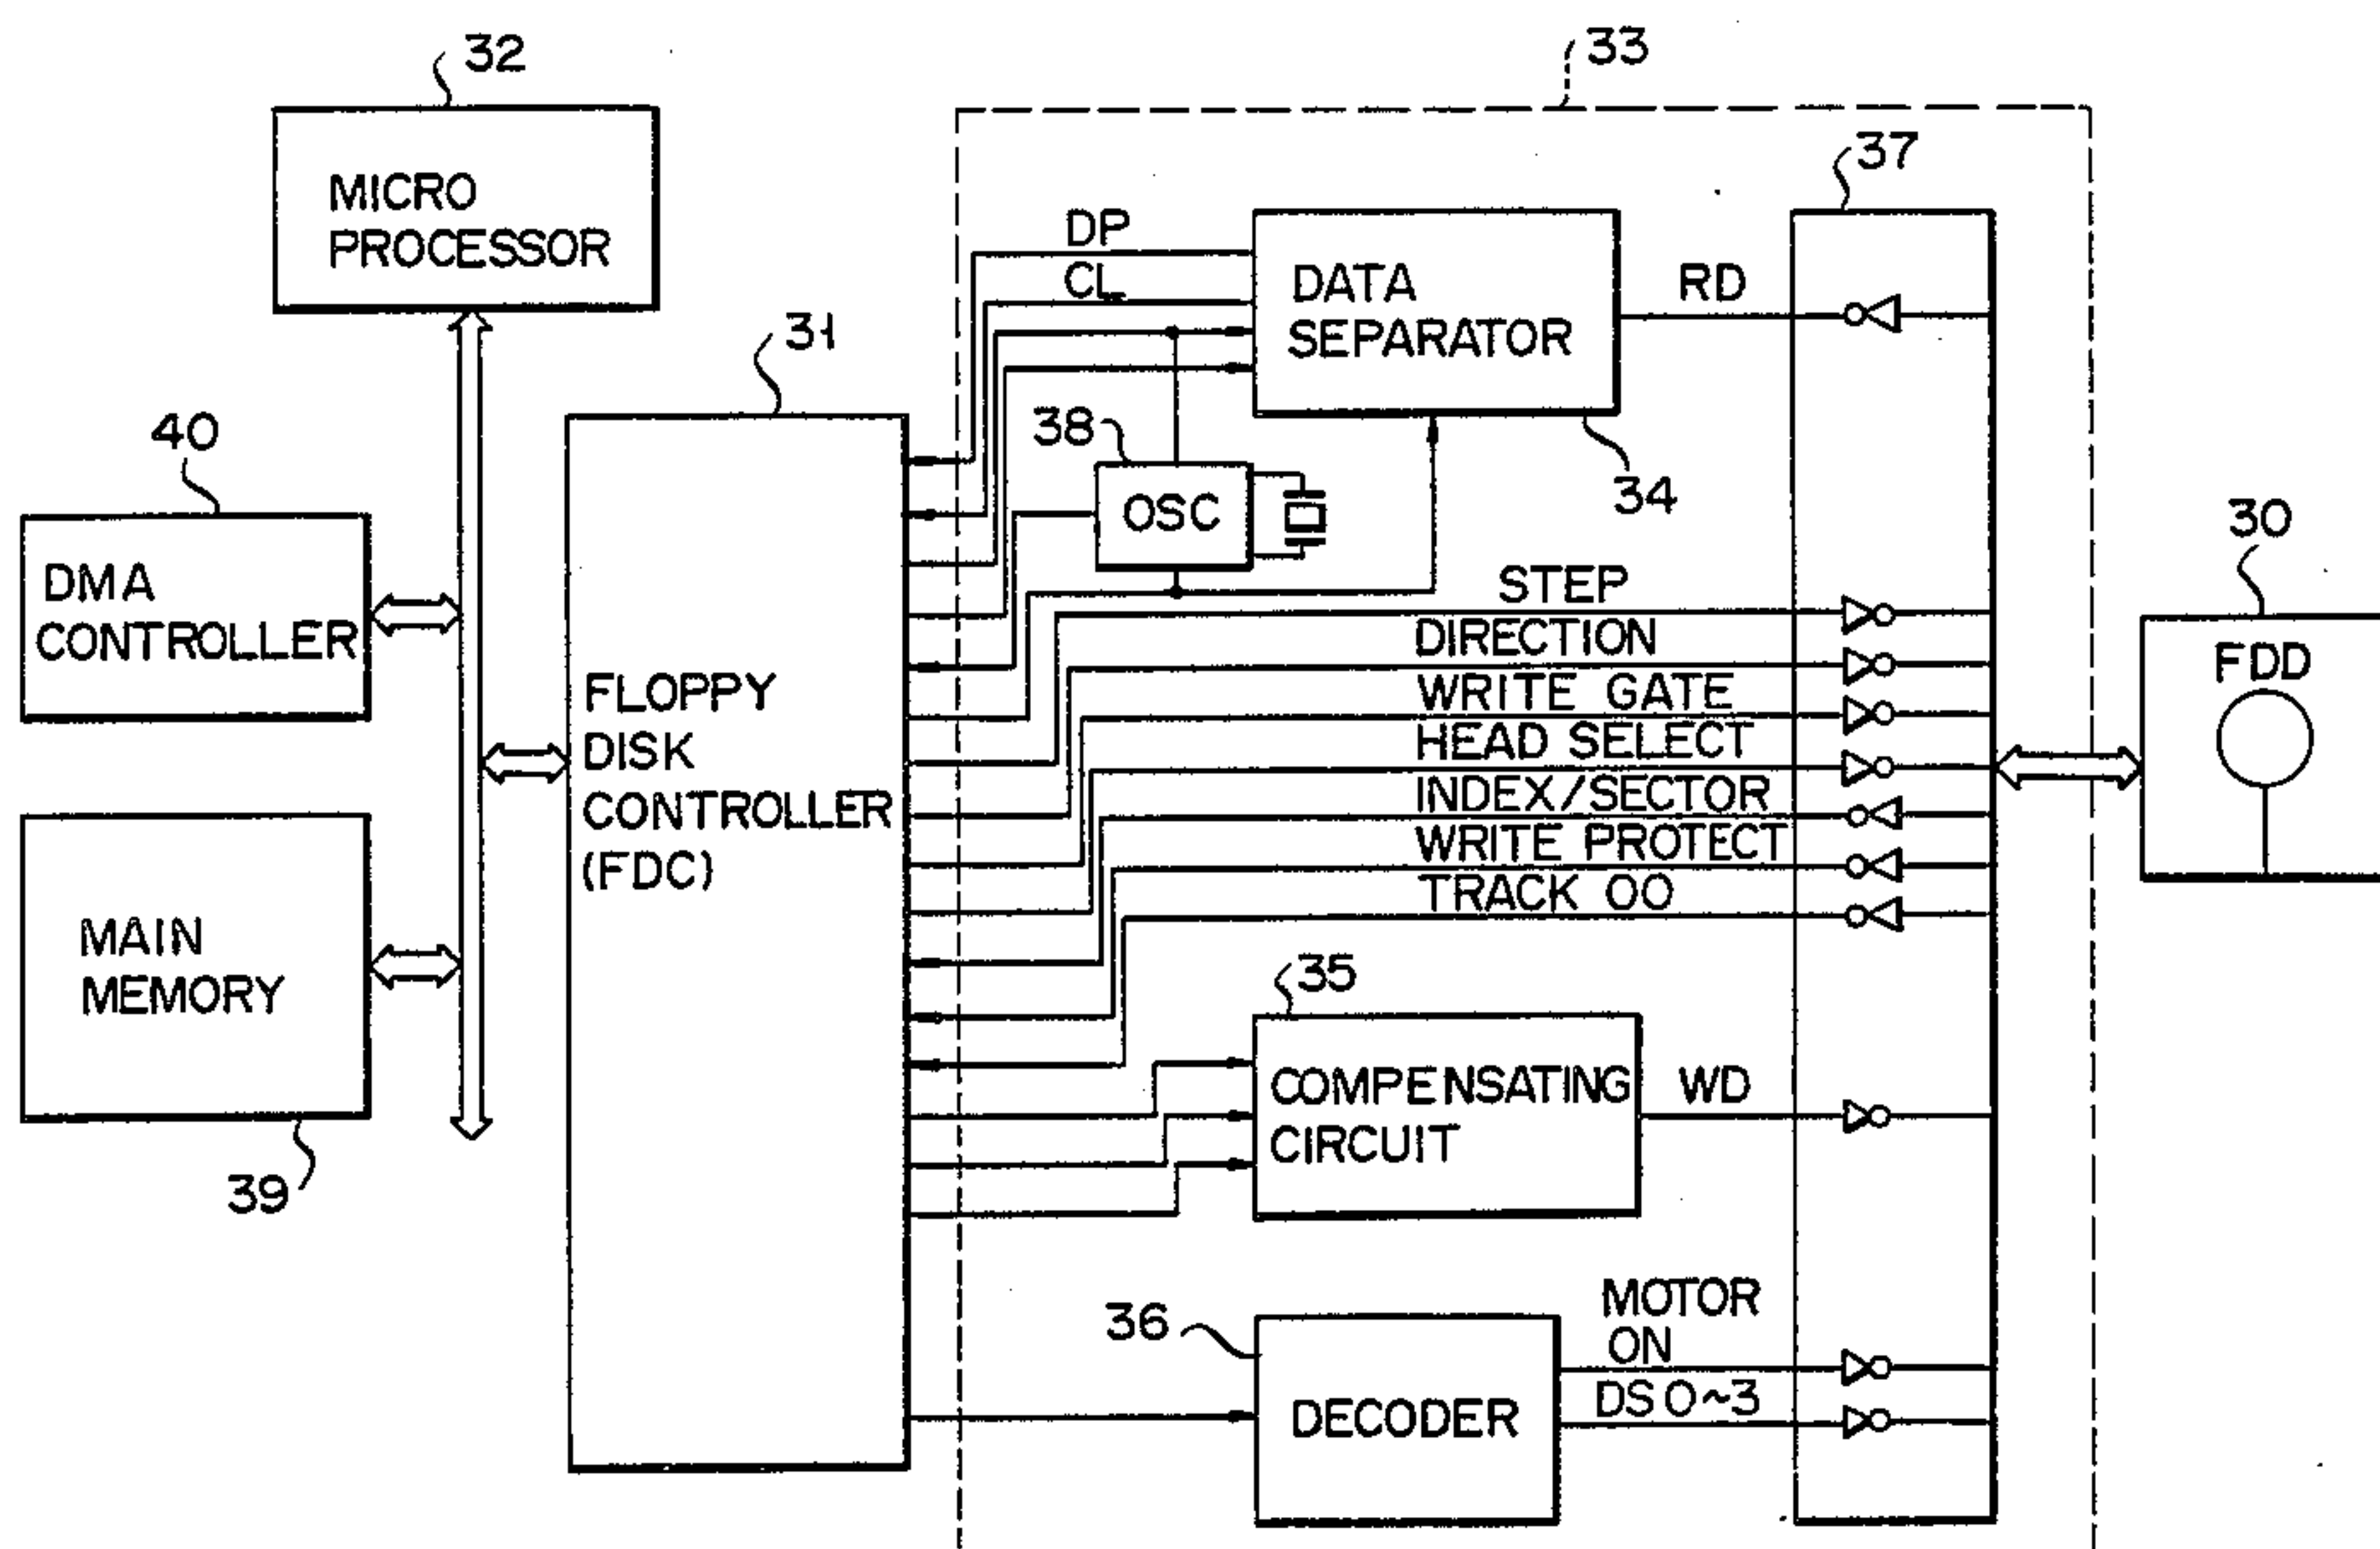 32
33
MICRO
PROCESSOR
37
DP
CL
DATA
SEPARATOR
RD
31
40
38
OSC
34
30
DMA
CONTROLLER
STEP
DIRECTION
FDD
FLOPPY
DISK
CONTROLLER
(FDC)
WRITE GATE
HEAD SELECT
INDEX/SECTOR
WRITE PROTECT
TRACK 00
MAIN
MEMORY
35
COMPENSATING
CIRCUIT
WD
39
36
MOTOR
ON
DS 0~3
DECODER